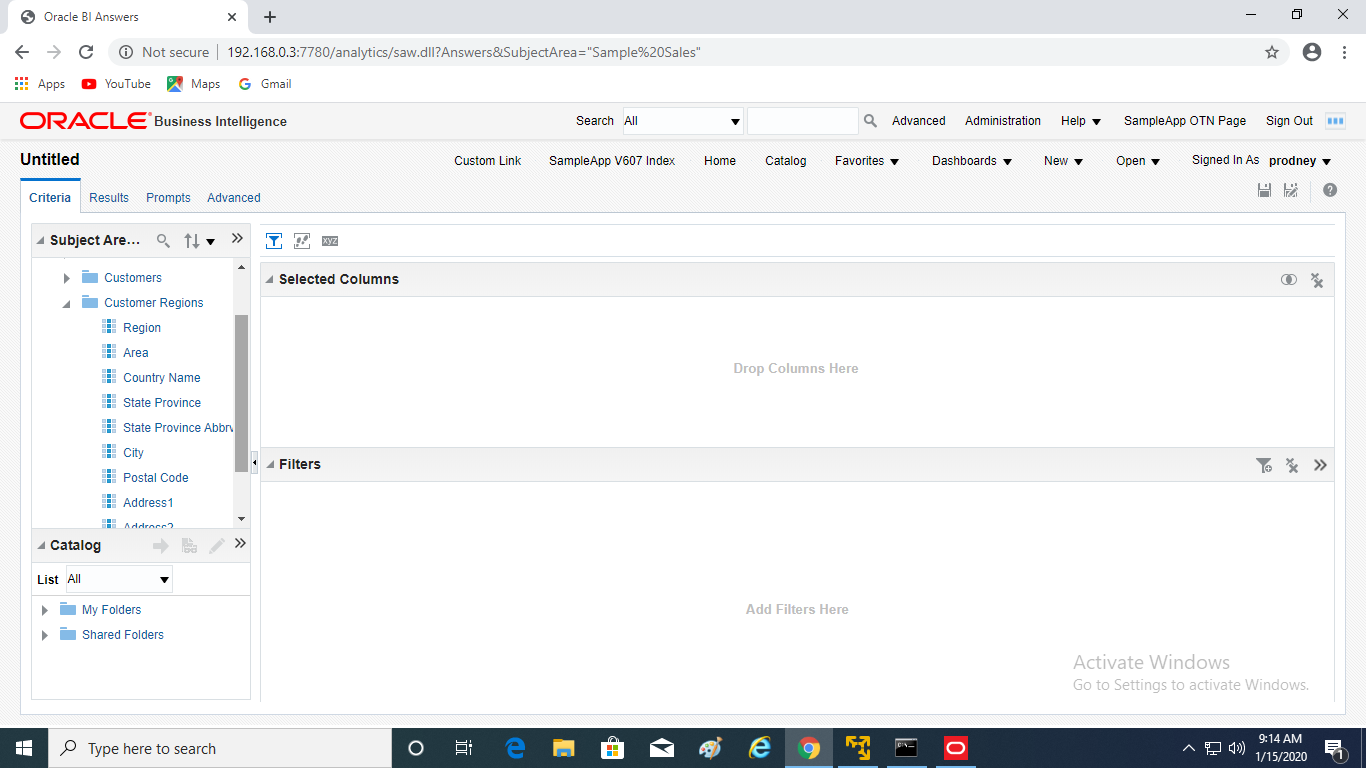 Oracle BI Answers
Not secure 192.168.0.3:7780/analytics/saw.dll?Answers&SubjectArea="Sample%20Sales"
Apps YouTube Maps Gmail
ORACLE Business Intelligence Search All Advanced Administration Help SampleApp OTN Page Sign Out
Untitled Custom Link SampleApp V607 Index Home Catalog Favorites Dashboards New Open Signed In As prodney
Criteria Results Prompts Advanced
Subject Are...
xyz
Customers
Customer Regions
Region
Area
Country Name
State Province
State Province Abbrv
City
Postal Code
Address1
Address2
Selected Columns
Drop Columns Here
Filters
Add Filters Here
Catalog
List All
My Folders
Shared Folders
Activate Windows
Go to Settings to activate Windows.
Type here to search
9:14 AM
1/15/2020
1